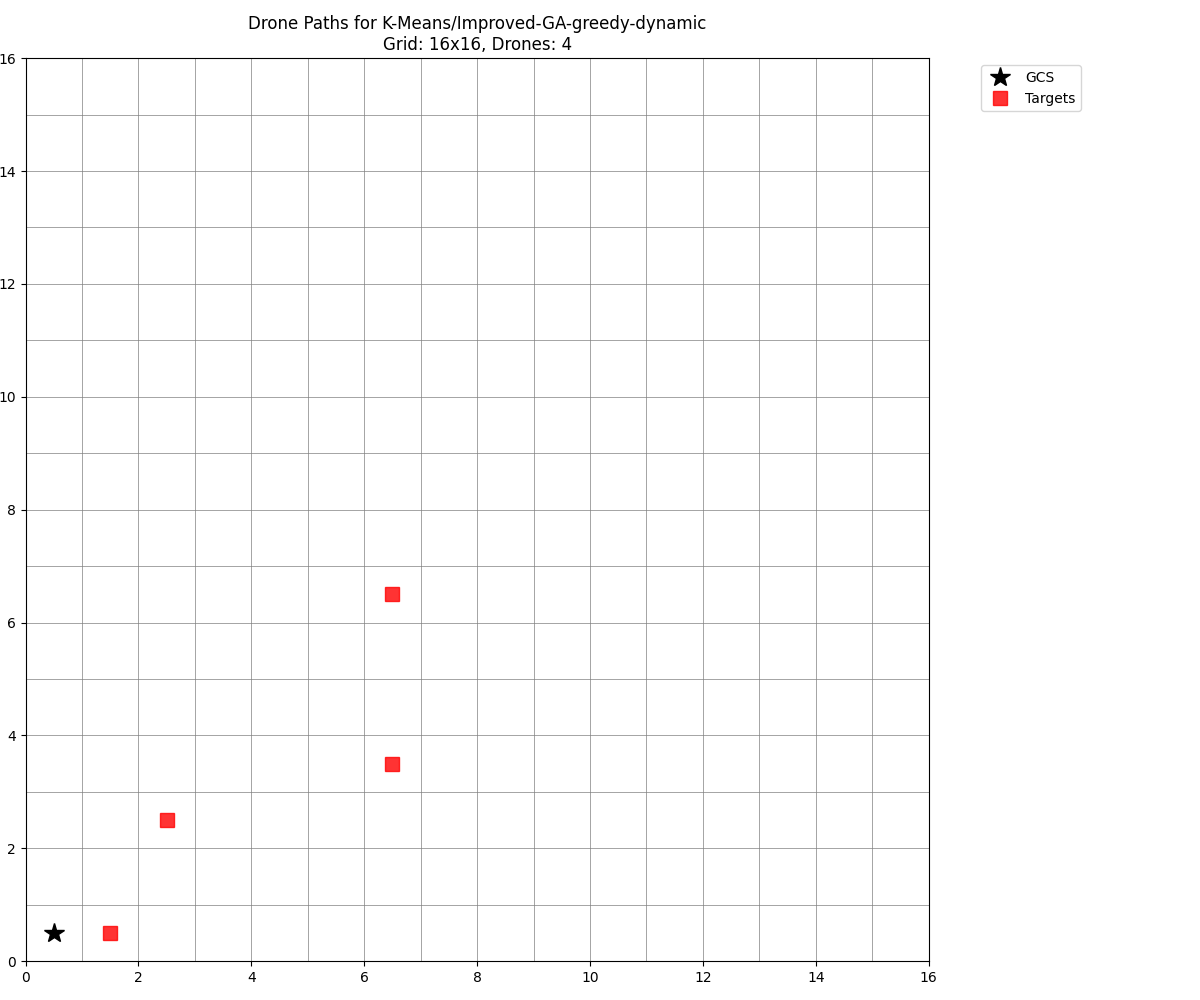 Drone Paths for K-Means/Improved-GA-greedy-dynamic
Grid: 16x16, Drones: 4
GCS
Targets
16
14
12
10
8
6
4
2
0
0 2 4 6 8 10 12 14 16